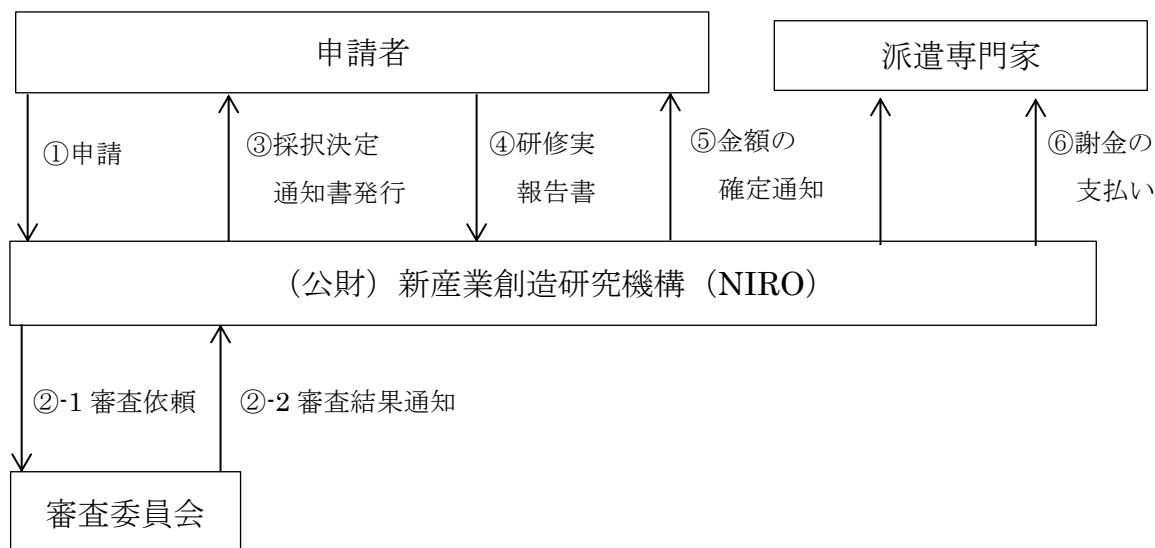 申請者
派遣専門家
①申請
③採択決定
通知書発行
④研修実
報告書
⑤金額の
確定通知
⑥謝金の
支払い
（公財）新産業創造研究機構（NIRO）
②-1 審査依頼
②-2 審査結果通知
審査委員会